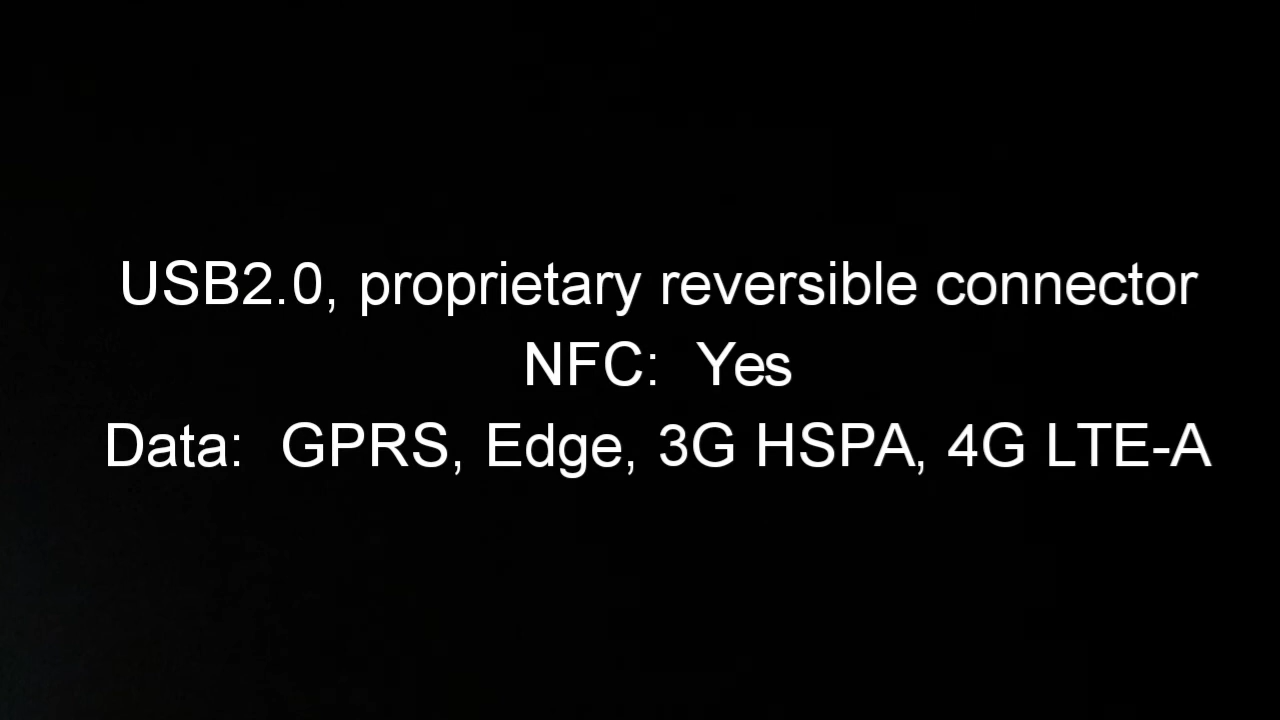 USB2.0, proprietary reversible connector
NFC:  Yes
Data:  GPRS, Edge, 3G HSPA, 4G LTE-A